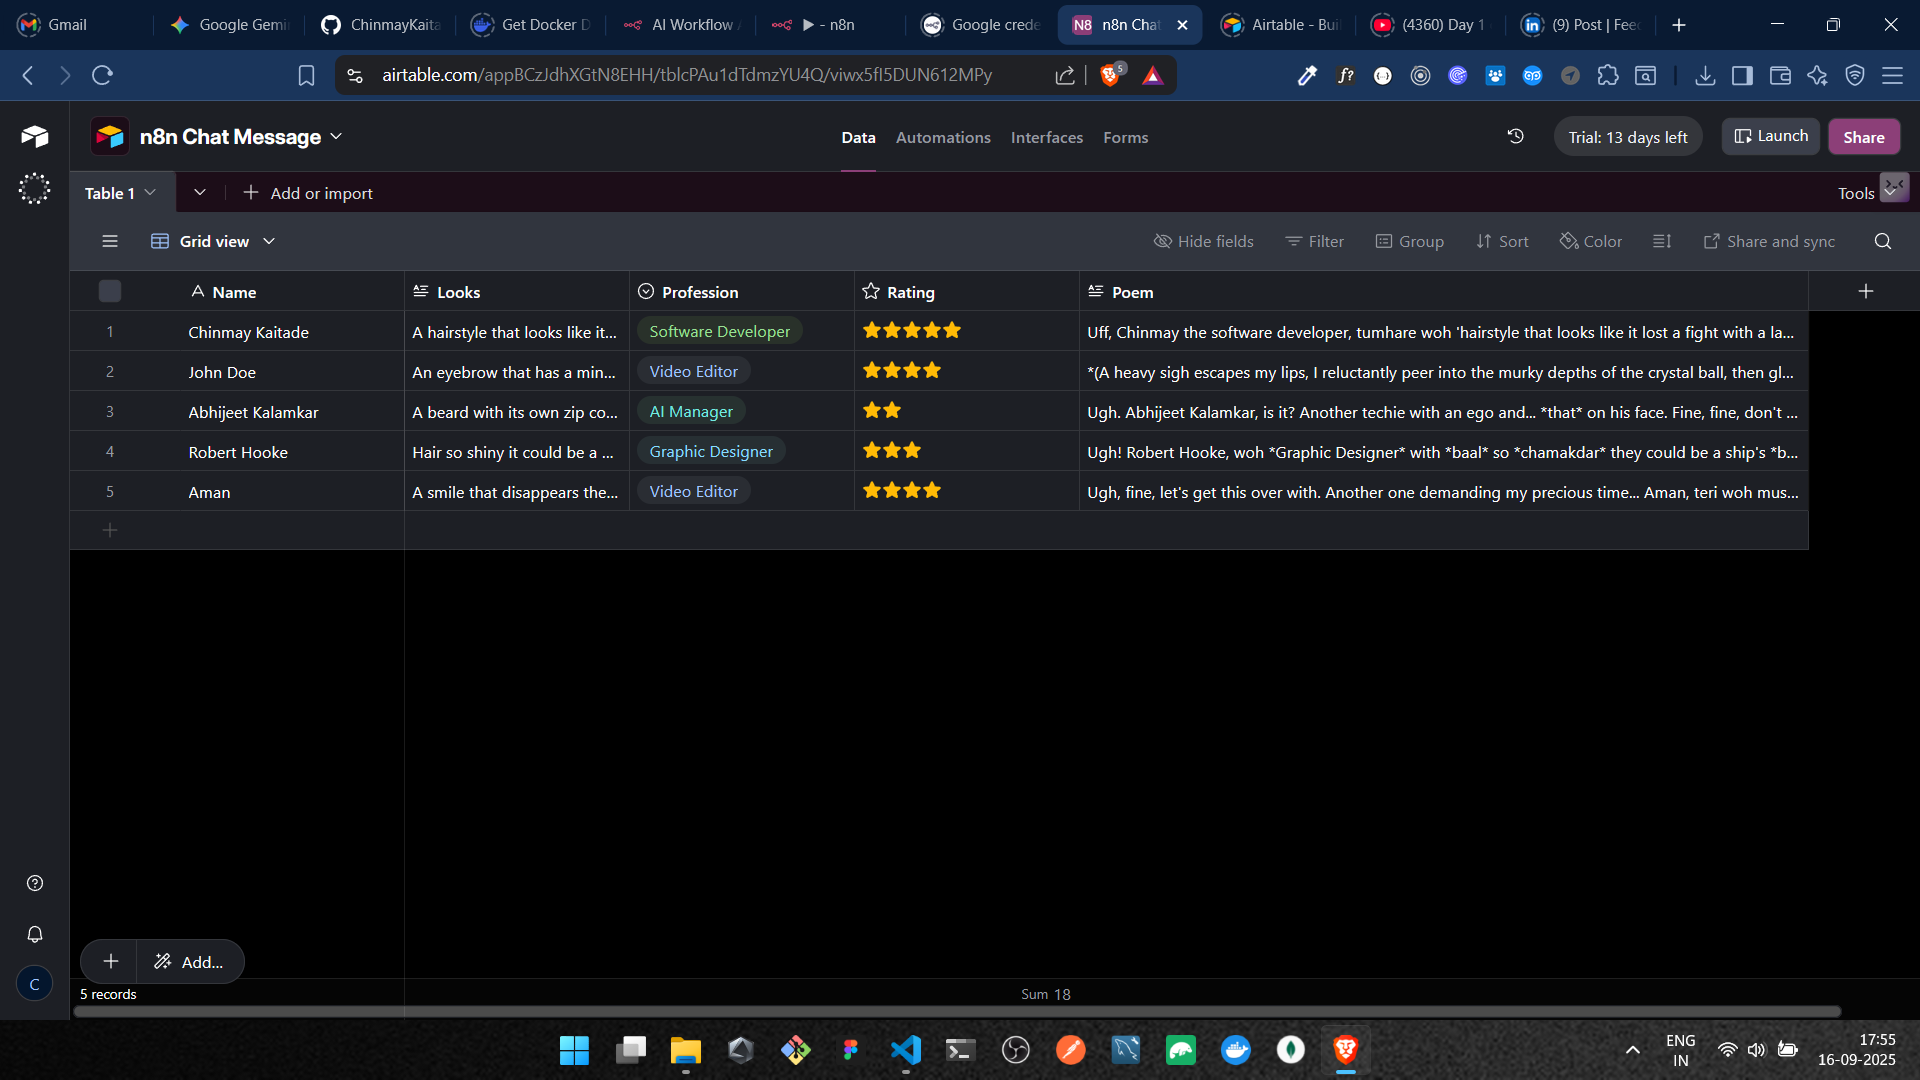 Gmail Google Gemi ChinmayKaita Get Docker D AI Workflow ▶ - n8n Google crede N8 n8n Chat Airtable - Bui (4360) Day 1 (9) Post | Fee
airtable.com/appBCzJdhXGtN8EHH/tblcPAu1dTdmzYU4Q/viwx5fI5DUN612MPy 5 f?
n8n Chat Message Data Automations Interfaces Forms Trial: 13 days left Launch Share
Table 1 Add or import Tools
Grid view Hide fields Filter Group Sort Color Share and sync
Name Looks Profession Rating Poem
1 Chinmay Kaitade A hairstyle that looks like it... Software Developer Uff, Chinmay the software developer, tumhare woh 'hairstyle that looks like it lost a fight with a la...
2 John Doe An eyebrow that has a min... Video Editor *(A heavy sigh escapes my lips, I reluctantly peer into the murky depths of the crystal ball, then gl...
3 Abhijeet Kalamkar A beard with its own zip co... AI Manager Ugh. Abhijeet Kalamkar, is it? Another techie with an ego and... *that* on his face. Fine, fine, don't ...
4 Robert Hooke Hair so shiny it could be a ... Graphic Designer Ugh! Robert Hooke, woh *Graphic Designer* with *baal* so *chamakdar* they could be a ship's *b...
5 Aman A smile that disappears the... Video Editor Ugh, fine, let's get this over with. Another one demanding my precious time... Aman, teri woh mus...
Add...
C
5 records Sum 18
ENG
IN
17:55
16-09-2025